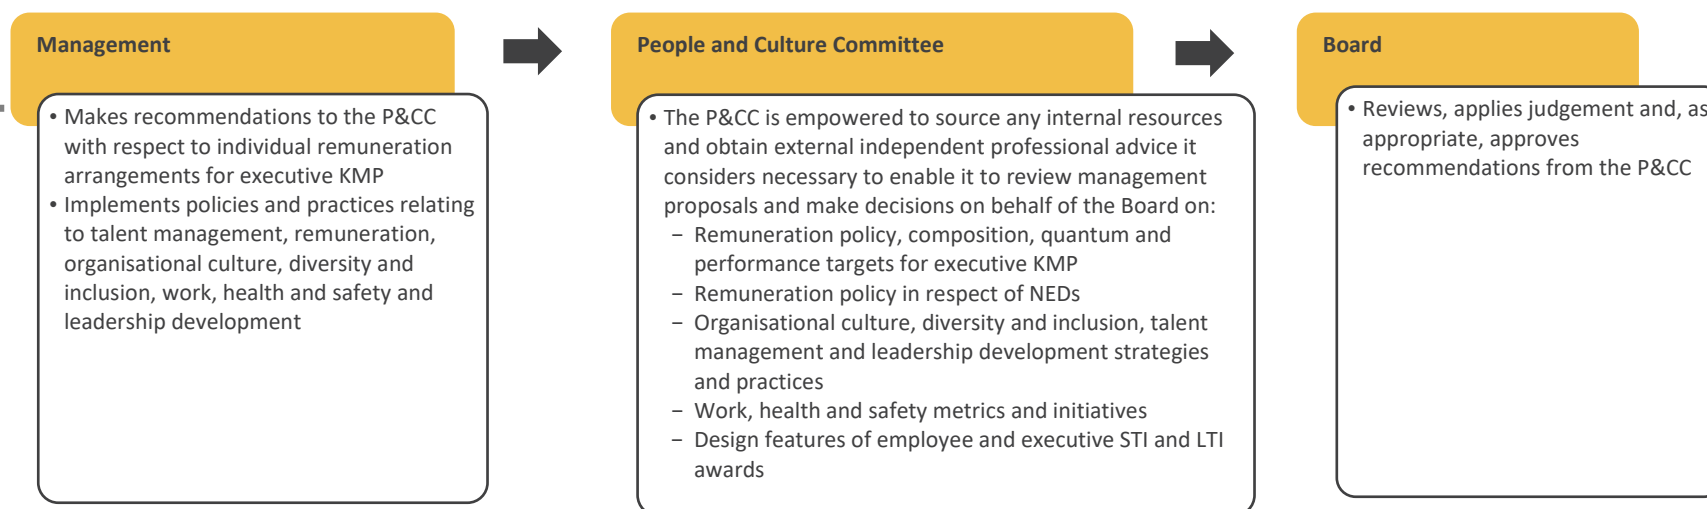 Management
• Makes recommendations to the P&CC
with respect to individual remuneration
arrangements for executive KMP
• Implements policies and practices relating
to talent management, remuneration,
organisational culture, diversity and
inclusion, work, health and safety and
leadership development
People and Culture Committee
• The P&CC is empowered to source any internal resources
and obtain external independent professional advice it
considers necessary to enable it to review management
proposals and make decisions on behalf of the Board on:
− Remuneration policy, composition, quantum and
performance targets for executive KMP
− Remuneration policy in respect of NEDs
− Organisational culture, diversity and inclusion, talent
management and leadership development strategies
and practices
− Work, health and safety metrics and initiatives
− Design features of employee and executive STI and LTI
awards
Board
• Reviews, applies judgement and, as
appropriate, approves
recommendations from the P&CC